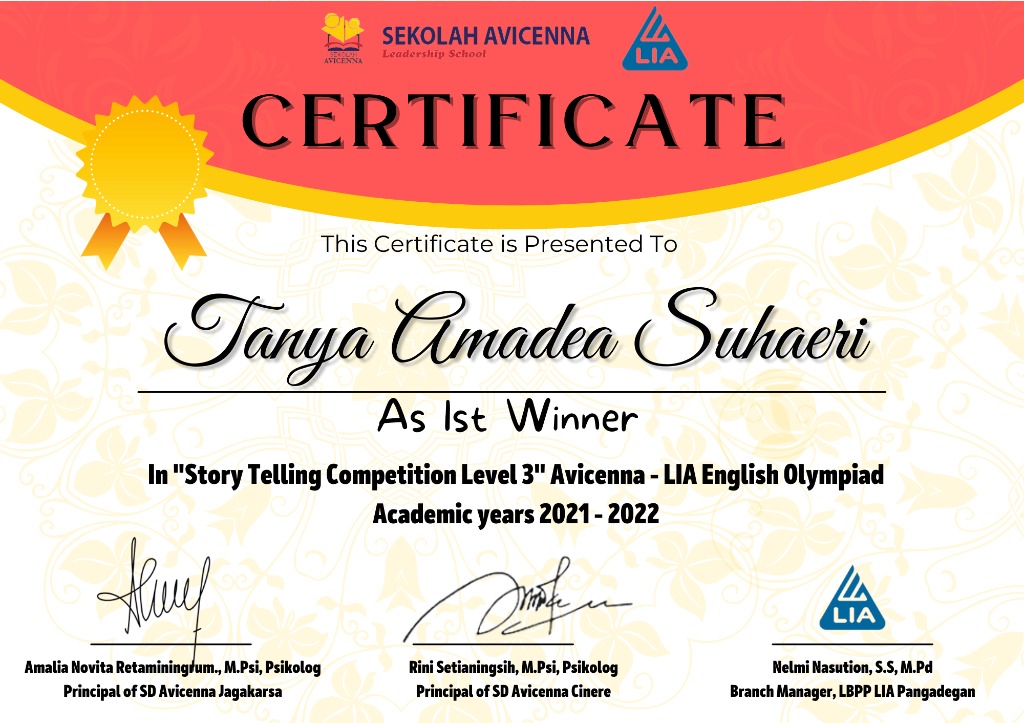 SEKOLAH AVICENNA
Leadership School
SEKOLAH
AVICENNA
LIA
CERTIFICATE
This Certificate is Presented To
Tanya Amadea Suhaeri
As 1st Winner
In "Story Telling Competition Level 3" Avicenna - LIA English Olympiad
Academic years 2021 - 2022
LIA
Amalia Novita Retaminingrum., M.Psi, Psikolog
Principal of SD Avicenna Jagakarsa
Rini Setianingsih, M.Psi, Psikolog
Principal of SD Avicenna Cinere
Nelmi Nasution, S.S, M.Pd
Branch Manager, LBPP LIA Pangadegan